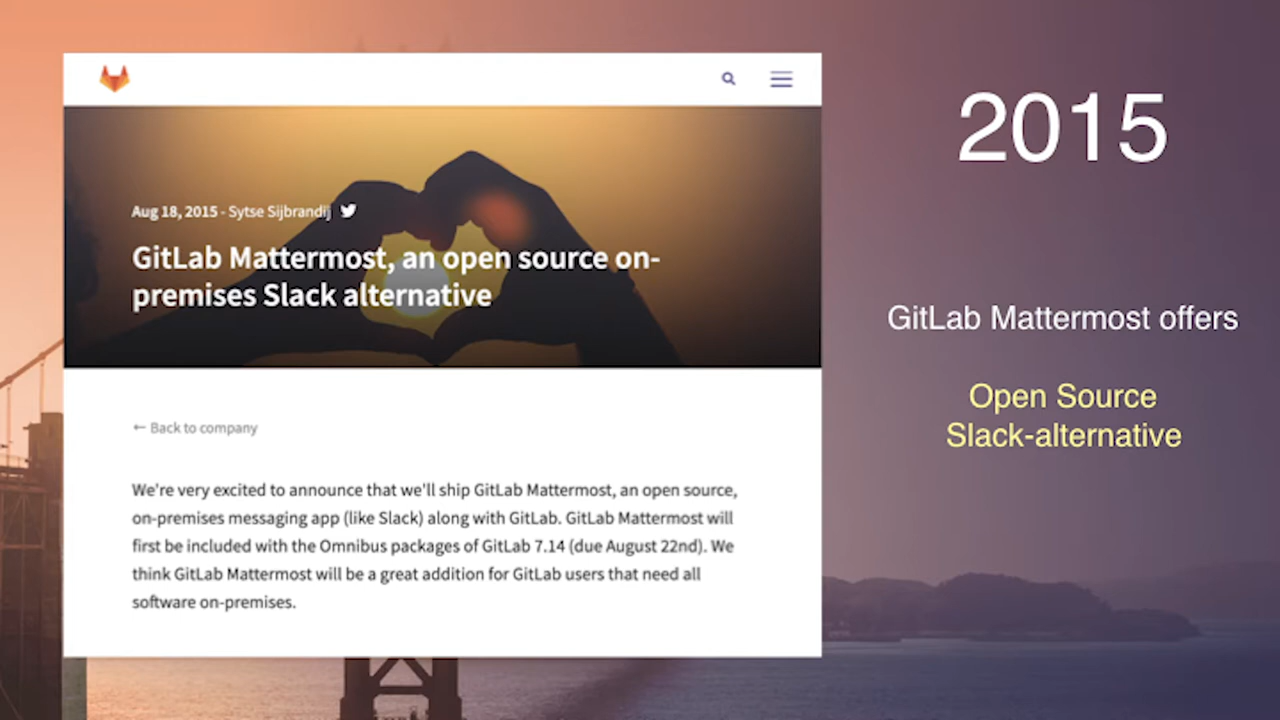 Aug 18, 2015 - Sytse Sijbrandij
GitLab Mattermost, an open source on-
premises Slack alternative
← Back to company
We're very excited to announce that we'll ship GitLab Mattermost, an open source,
on-premises messaging app (like Slack) along with GitLab. GitLab Mattermost will
first be included with the Omnibus packages of GitLab 7.14 (due August 22nd). We
think GitLab Mattermost will be a great addition for GitLab users that need all
software on-premises.
2015
GitLab Mattermost offers
Open Source
Slack-alternative